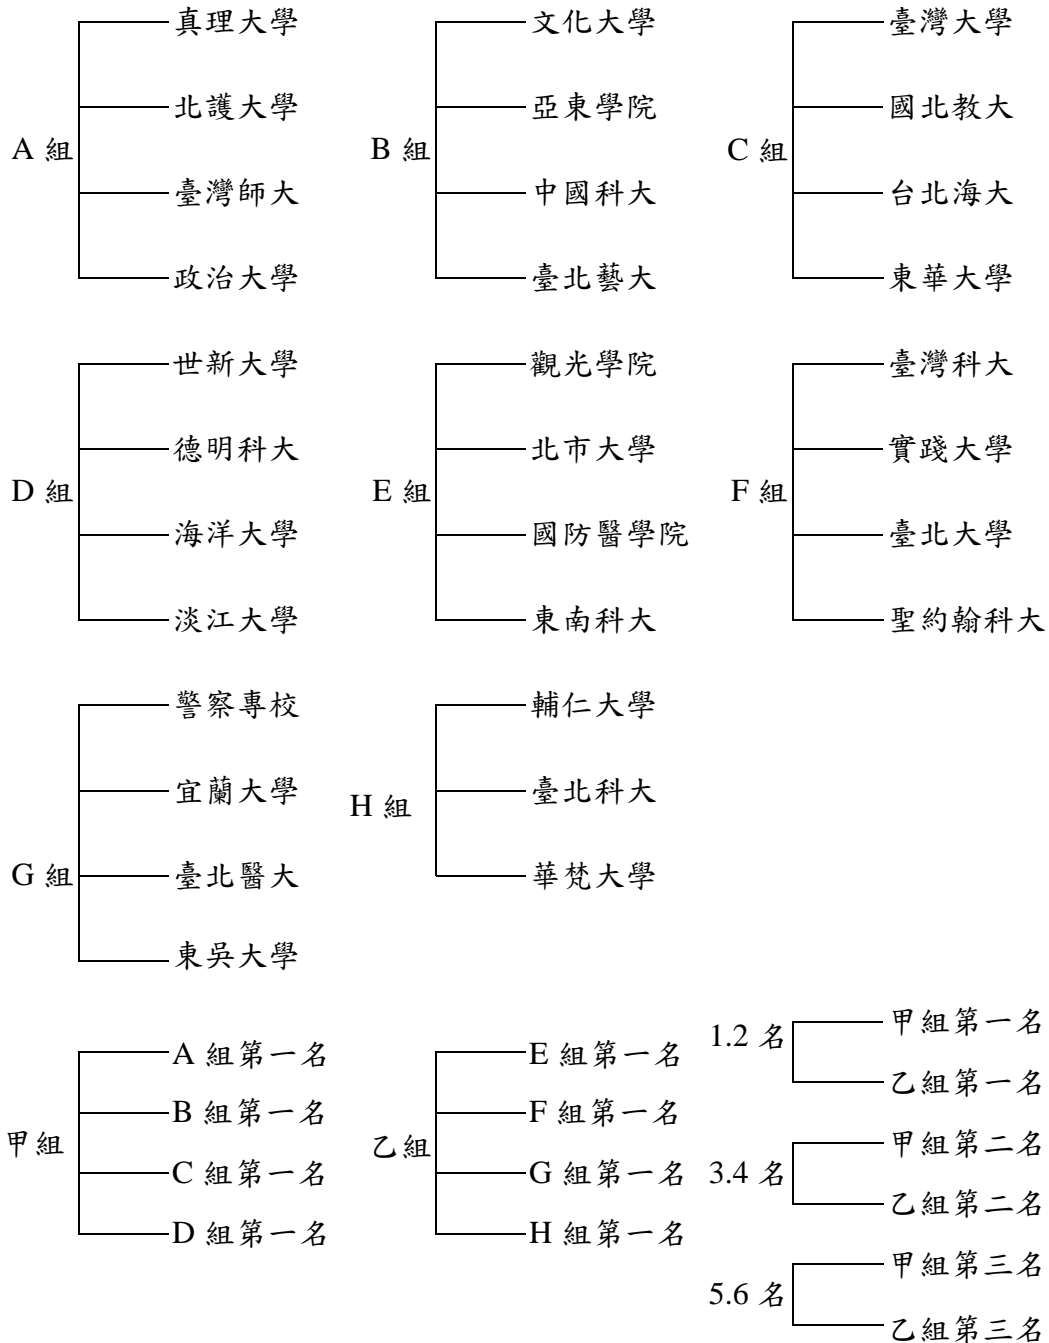 A 組
真理大學
北護大學
臺灣師大
政治大學
B 組
文化大學
亞東學院
中國科大
臺北藝大
C 組
臺灣大學
國北教大
台北海大
東華大學
D 組
世新大學
德明科大
海洋大學
淡江大學
E 組
觀光學院
北市大學
國防醫學院
東南科大
F 組
臺灣科大
實踐大學
臺北大學
聖約翰科大
G 組
警察專校
宜蘭大學
臺北醫大
東吳大學
H 組
輔仁大學
臺北科大
華梵大學
甲組
A 組第一名
B 組第一名
C 組第一名
D 組第一名
乙組
E 組第一名
F 組第一名
G 組第一名
H 組第一名
1.2 名
甲組第一名
乙組第一名
3.4 名
甲組第二名
乙組第二名
5.6 名
甲組第三名
乙組第三名